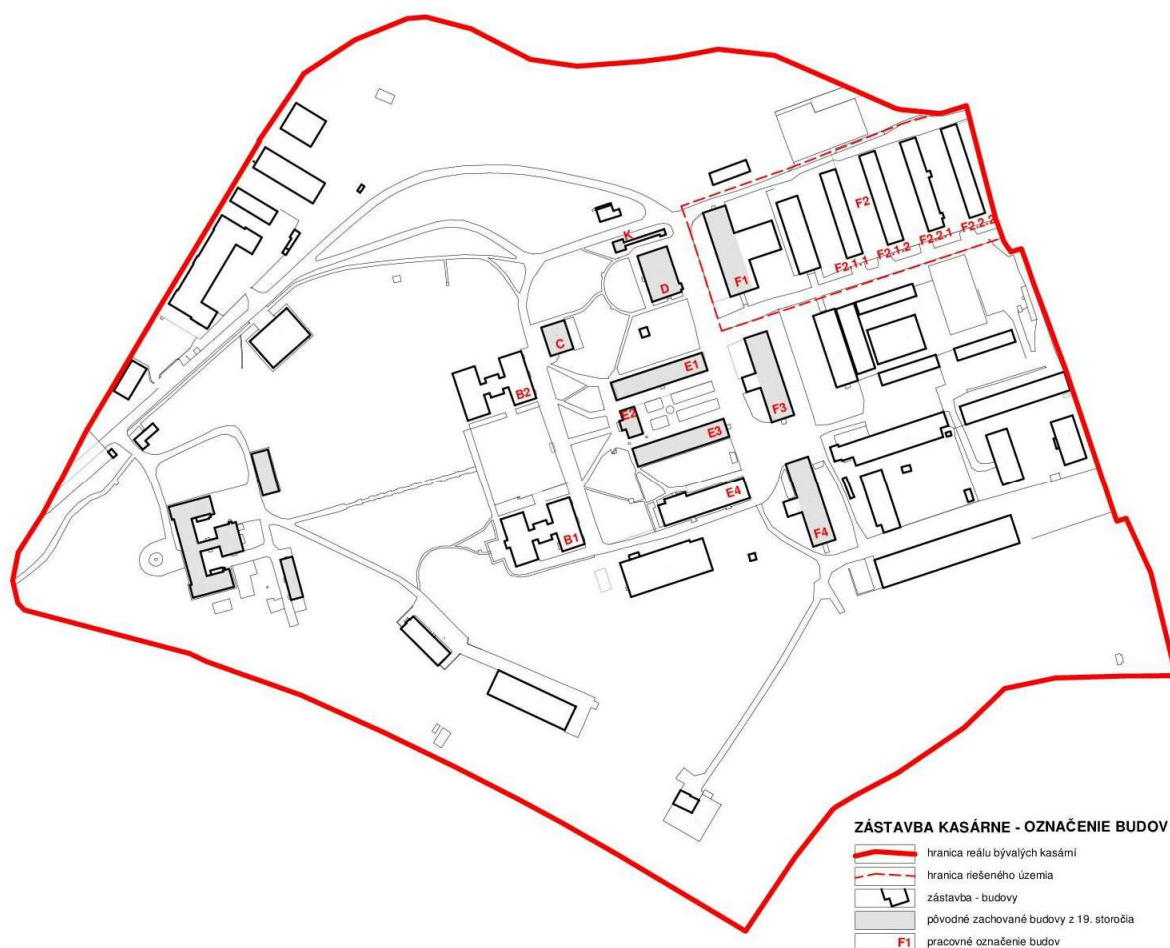 K
F2
F2.2.2
F2.2.1
F2.1.2
F2.1.1
F1
D
C
E1
B2
E2
F3
E3
E4
B1
F4
ZÁSTAVBA KASÁRNE - OZNAČENIE BUDOV
hranica reálu bývalých kasární
hranica riešeného územia
zástavba - budovy
pôvodné zachované budovy z 19. storočia
F1 pracovné označenie budov